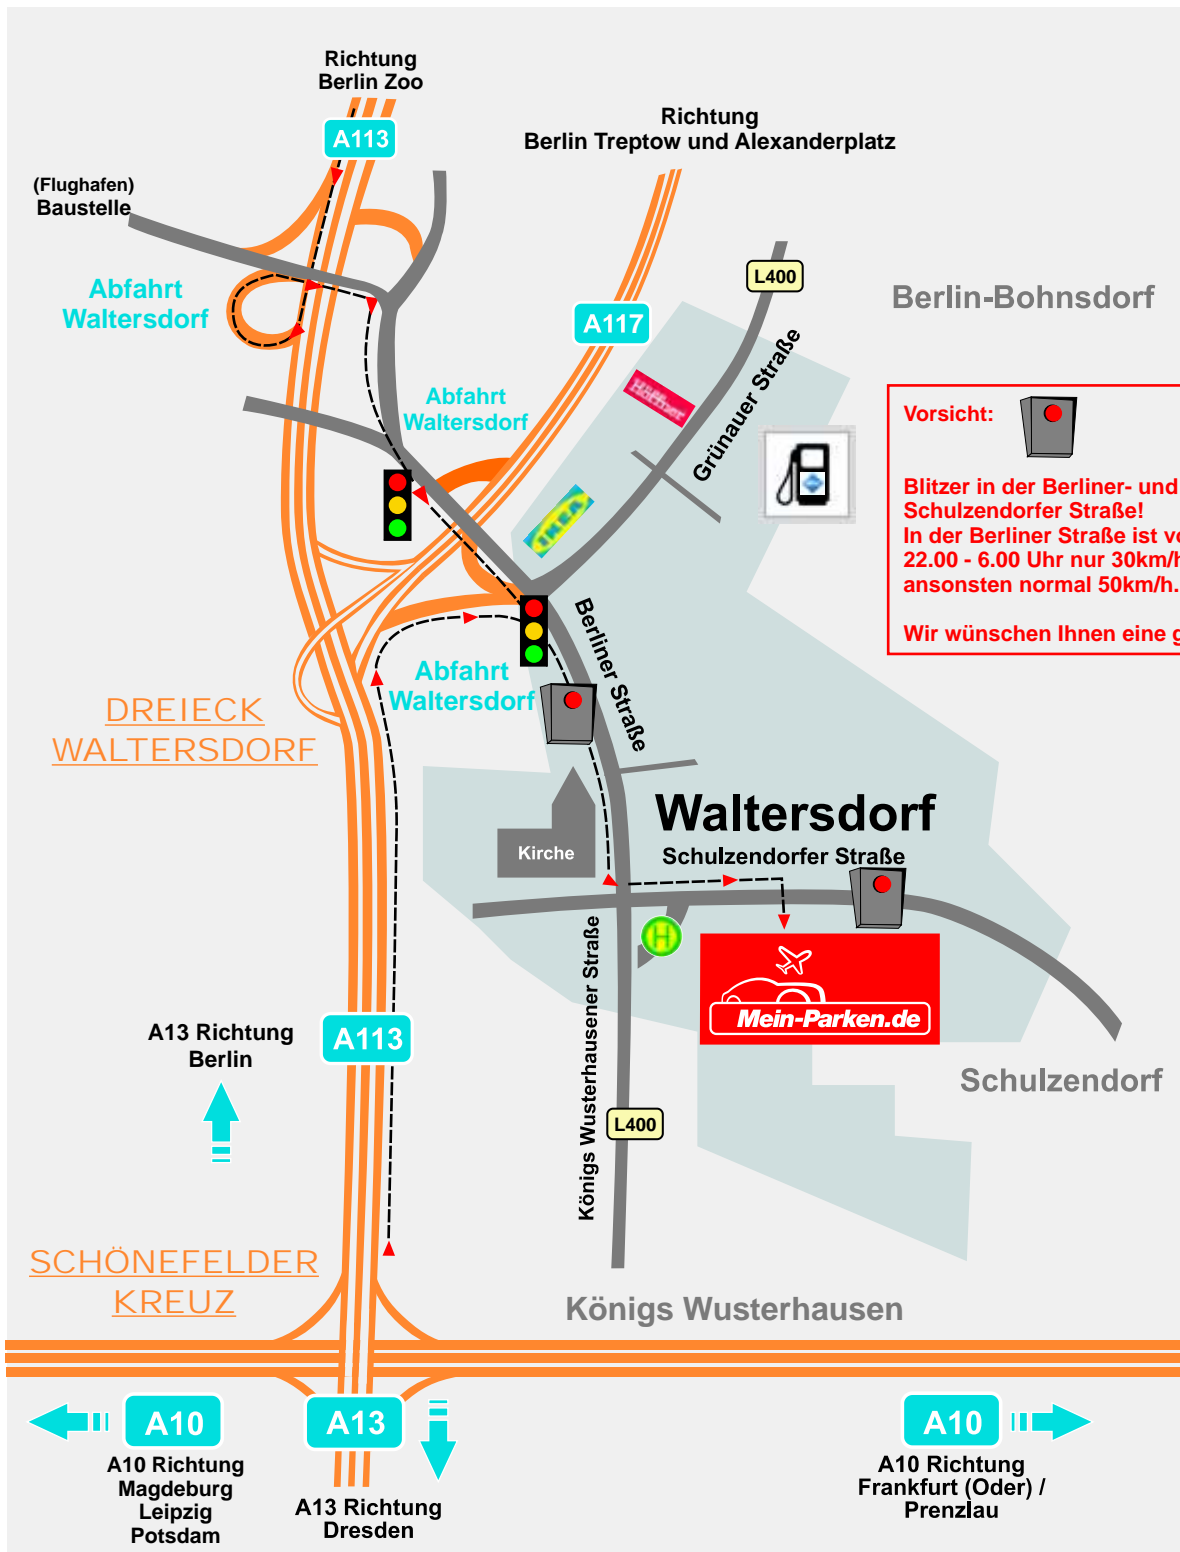 Richtung
Berlin Zoo
A113
Richtung
Berlin Treptow und Alexanderplatz
(Flughafen)
Baustelle
L400
Abfahrt
Waltersdorf
Berlin-Bohnsdorf
A117
Grünauer Straße
Höffner
Abfahrt
Waltersdorf
Vorsicht:
Blitzer in der Berliner- und
Schulzendorfer Straße!
In der Berliner Straße ist
22.00 - 6.00 Uhr nur 30km/h
ansonsten normal 50km/h.
Wir wünschen Ihnen eine
IKEA
Berliner Straße
Abfahrt
Waltersdorf
DREIECK
WALTERSDORF
Waltersdorf
Kirche
Schulzendorfer Straße
H
Königs Wusterhausener Straße
Mein-Parken.de
A13 Richtung
Berlin
A113
Schulzendorf
L400
SCHÖNEFELDER
KREUZ
Königs Wusterhausen
A10
A13
A10
A10 Richtung
Magdeburg
Leipzig
Potsdam
A13 Richtung
Dresden
A10 Richtung
Frankfurt (Oder) /
Prenzlau